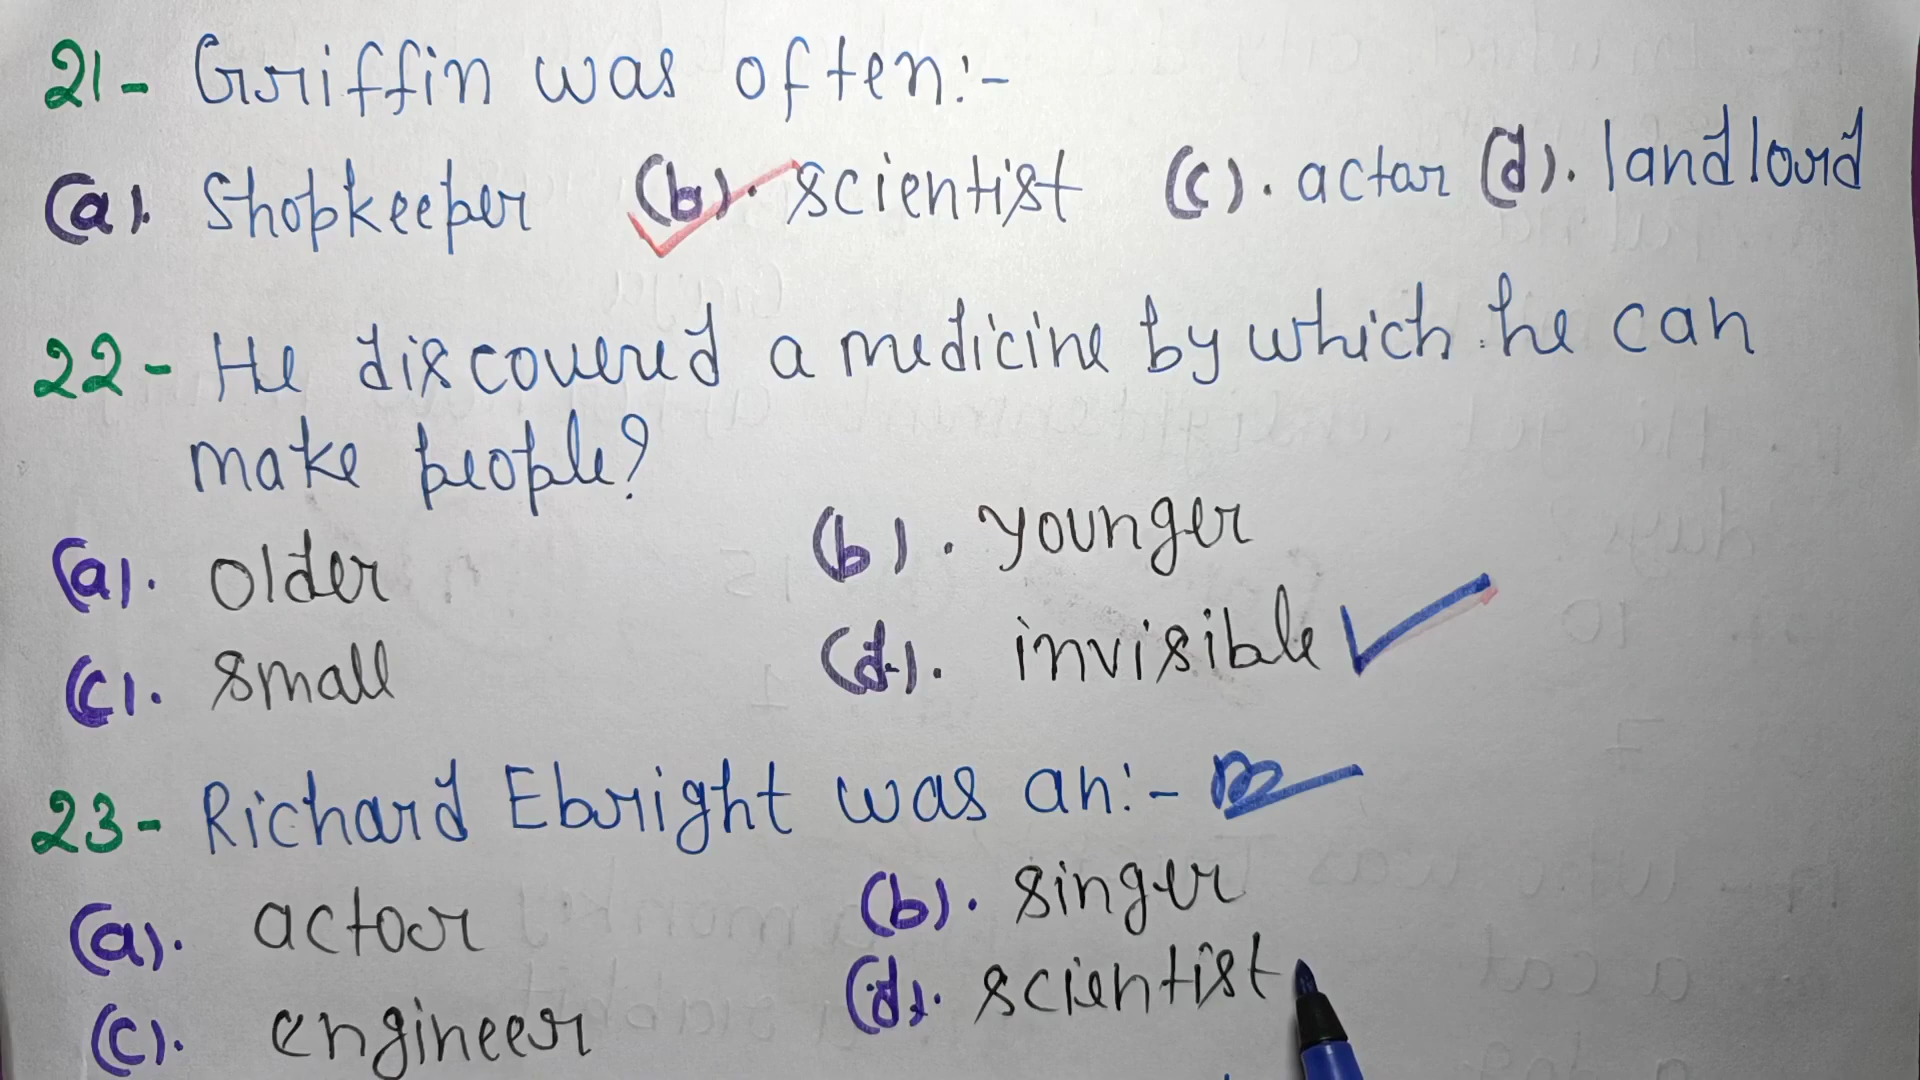 21- Griffin was often:-
(a). Shopkeeper (b). scientist (c). actor (d). landlord
22- He discovered a medicine by which he can
make people?
(a). older (b). younger
(c). small (d). invisible
23- Richard Ebright was an:-
(a). actoor (b). singer
(c). engineer (d). scientist